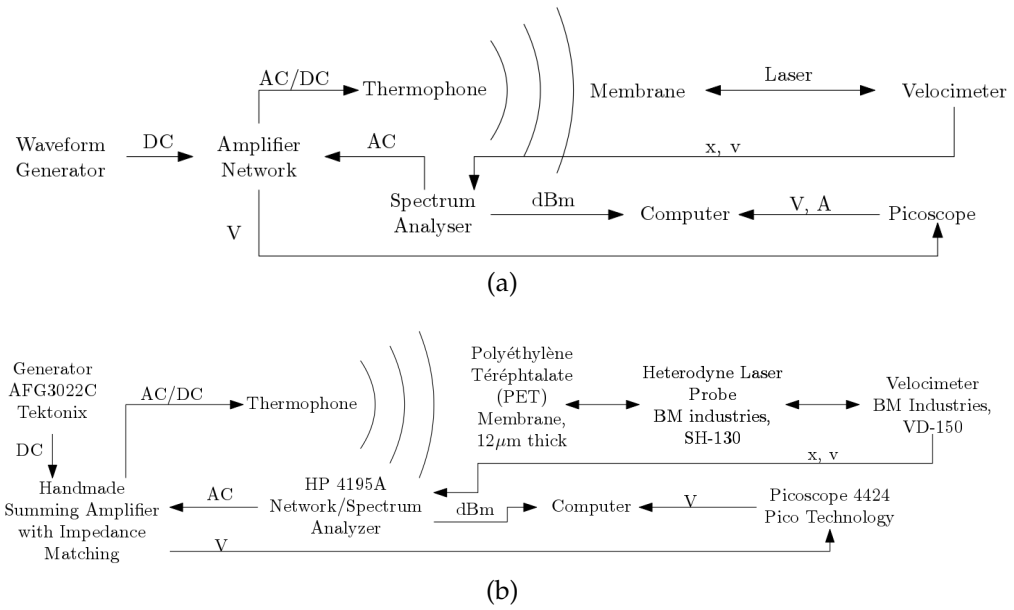 AC/DC
Thermophone
Membrane
Laser
Velocimeter
Waveform
Generator
DC
Amplifier
Network
AC
x, v
Spectrum
Analyser
dBm
Computer
V, A
Picoscope
V
(a)
Generator
AFG3022C
Tektonix
AC/DC
Thermophone
Polyéthylène
Téréphtalate
(PET)
Membrane,
12μm thick
Heterodyne Laser
Probe
BM industries,
SH-130
Velocimeter
BM Industries,
VD-150
DC
x, v
Handmade
Summing Amplifier
with Impedance
Matching
AC
HP 4195A
Network/Spectrum
Analyzer
dBm
Computer
V
Picoscope 4424
Pico Technology
V
(b)